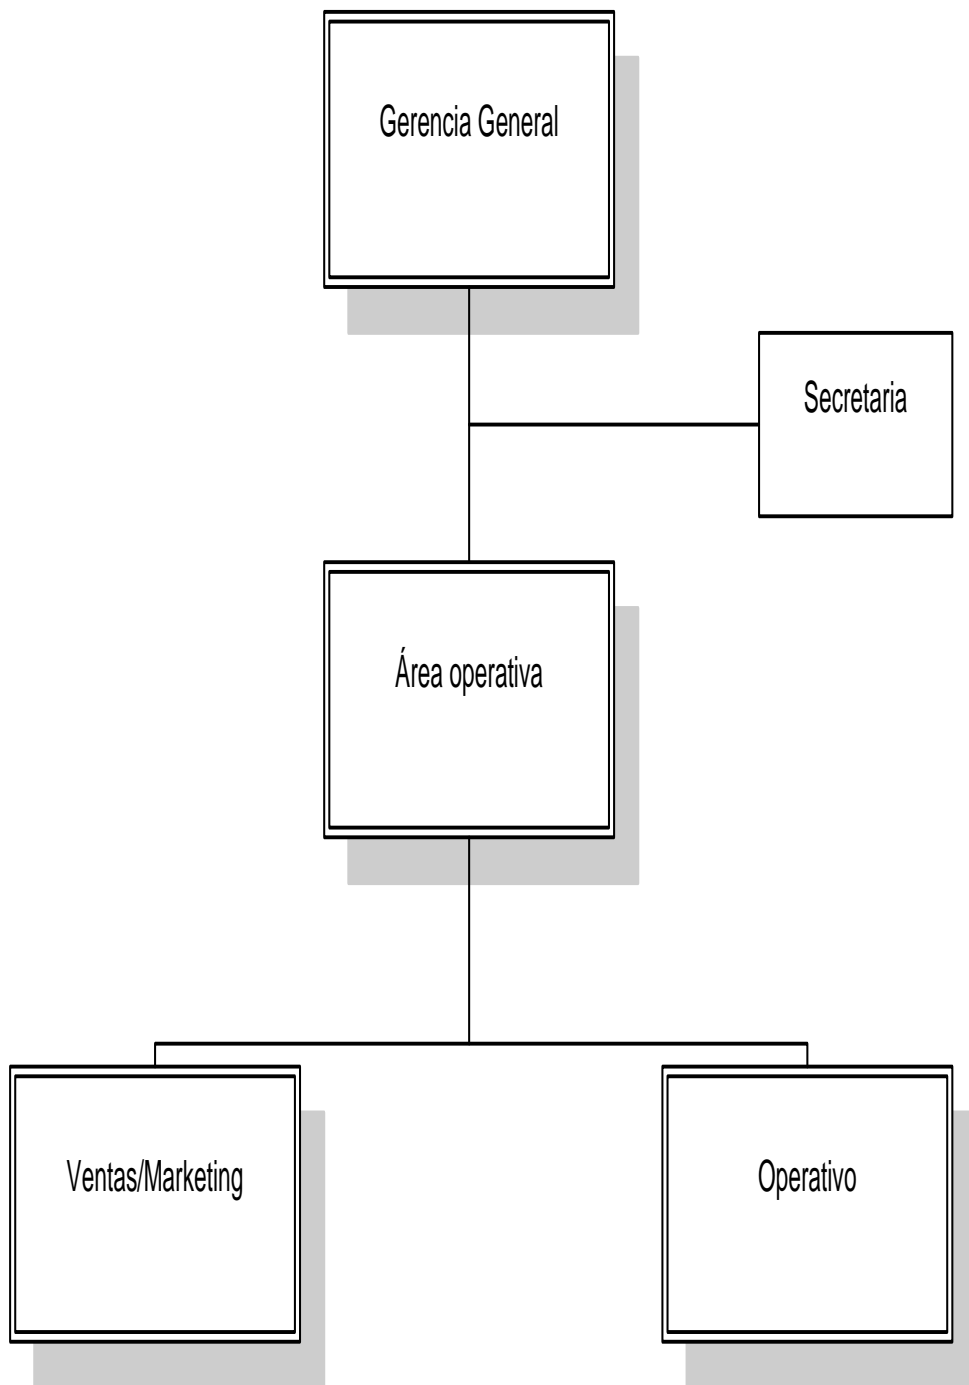 Gerencia General
Secretaria
Área operativa
Ventas/Marketing
Operativo